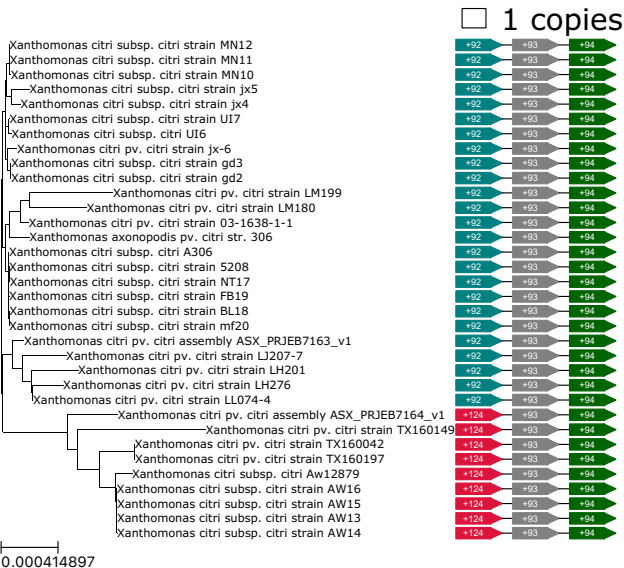 1 copies
Xanthomonas citri subsp. citri strain MN12 +92 +93 +94
Xanthomonas citri subsp. citri strain MN11 +92 +93 +94
Xanthomonas citri subsp. citri strain MN10 +92 +93 +94
Xanthomonas citri subsp. citri strain jx5 +92 +93 +94
Xanthomonas citri subsp. citri strain jx4 +92 +93 +94
Xanthomonas citri subsp. citri strain UI7 +92 +93 +94
Xanthomonas citri subsp. citri UI6 +92 +93 +94
Xanthomonas citri pv. citri strain jx-6 +92 +93 +94
Xanthomonas citri subsp. citri strain gd3 +92 +93 +94
Xanthomonas citri subsp. citri strain gd2 +92 +93 +94
Xanthomonas citri pv. citri strain LM199 +92 +93 +94
Xanthomonas citri pv. citri strain LM180 +92 +93 +94
Xanthomonas citri pv. citri strain 03-1638-1-1 +92 +93 +94
Xanthomonas axonopodis pv. citri str. 306 +92 +93 +94
Xanthomonas citri subsp. citri A306 +92 +93 +94
Xanthomonas citri subsp. citri strain 5208 +92 +93 +94
Xanthomonas citri subsp. citri strain NT17 +92 +93 +94
Xanthomonas citri subsp. citri strain FB19 +92 +93 +94
Xanthomonas citri subsp. citri strain BL18 +92 +93 +94
Xanthomonas citri subsp. citri strain mf20 +92 +93 +94
Xanthomonas citri pv. citri assembly ASX_PRJEB7163_v1 +92 +93 +94
Xanthomonas citri pv. citri strain LJ207-7 +92 +93 +94
Xanthomonas citri pv. citri strain LH201 +92 +93 +94
Xanthomonas citri pv. citri strain LH276 +92 +93 +94
Xanthomonas citri pv. citri strain LL074-4 +92 +93 +94
Xanthomonas citri pv. citri assembly ASX_PRJEB7164_v1 +124 +93 +94
Xanthomonas citri pv. citri strain TX160149 +124 +93 +94
Xanthomonas citri pv. citri strain TX160042 +124 +93 +94
Xanthomonas citri pv. citri strain TX160197 +124 +93 +94
Xanthomonas citri subsp. citri Aw12879 +124 +93 +94
Xanthomonas citri subsp. citri strain AW16 +124 +93 +94
Xanthomonas citri subsp. citri strain AW15 +124 +93 +94
Xanthomonas citri subsp. citri strain AW13 +124 +93 +94
Xanthomonas citri subsp. citri strain AW14 +124 +93 +94
0.000414897